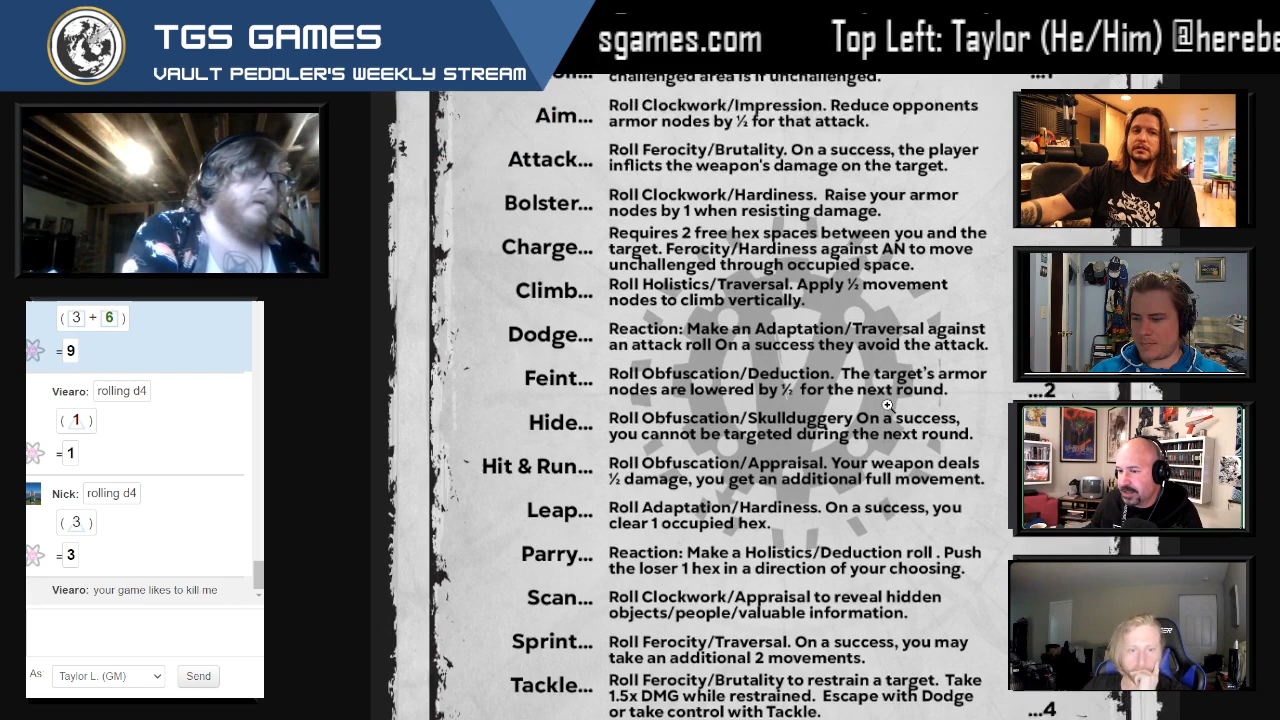 TGS GAMES
VAULT PEDDLER'S WEEKLY STREAM
sgames.com Top Left: Taylor (He/Him) @herebe
challenged area is if unchallenged.
...1
Aim...
Roll Clockwork/Impression. Reduce opponents
armor nodes by ½ for that attack.
Attack...
Roll Ferocity/Brutality. On a success, the player
inflicts the weapon's damage on the target.
Bolster...
Roll Clockwork/Hardiness. Raise your armor
nodes by 1 when resisting damage.
Charge...
Requires 2 free hex spaces between you and the
target. Ferocity/Hardiness against AN to move
unchallenged through occupied space.
Climb...
Roll Holistics/Traversal. Apply ½ movement
nodes to climb vertically.
Dodge...
Reaction: Make an Adaptation/Traversal against
an attack roll On a success they avoid the attack.
Feint...
Roll Obfuscation/Deduction. The target's armor
nodes are lowered by ½ for the next round.
...2
Hide...
Roll Obfuscation/Skullduggery On a success,
you cannot be targeted during the next round.
Hit & Run...
Roll Obfuscation/Appraisal. Your weapon deals
½ damage, you get an additional full movement.
Leap...
Roll Adaptation/Hardiness. On a success, you
clear 1 occupied hex.
Parry...
Reaction: Make a Holistics/Deduction roll . Push
the loser 1 hex in a direction of your choosing.
Scan...
Roll Clockwork/Appraisal to reveal hidden
objects/people/valuable information.
Sprint...
Roll Ferocity/Traversal. On a success, you may
take an additional 2 movements.
Tackle...
Roll Ferocity/Brutality to restrain a target. Take
1.5x DMG while restrained. Escape with Dodge
or take control with Tackle.
...4
( 3 + 6 )
=9
Viearo: rolling d4
( 1 )
=1
Nick: rolling d4
( 3 )
=3
Viearo: your game likes to kill me
As: Taylor L. (GM) Send